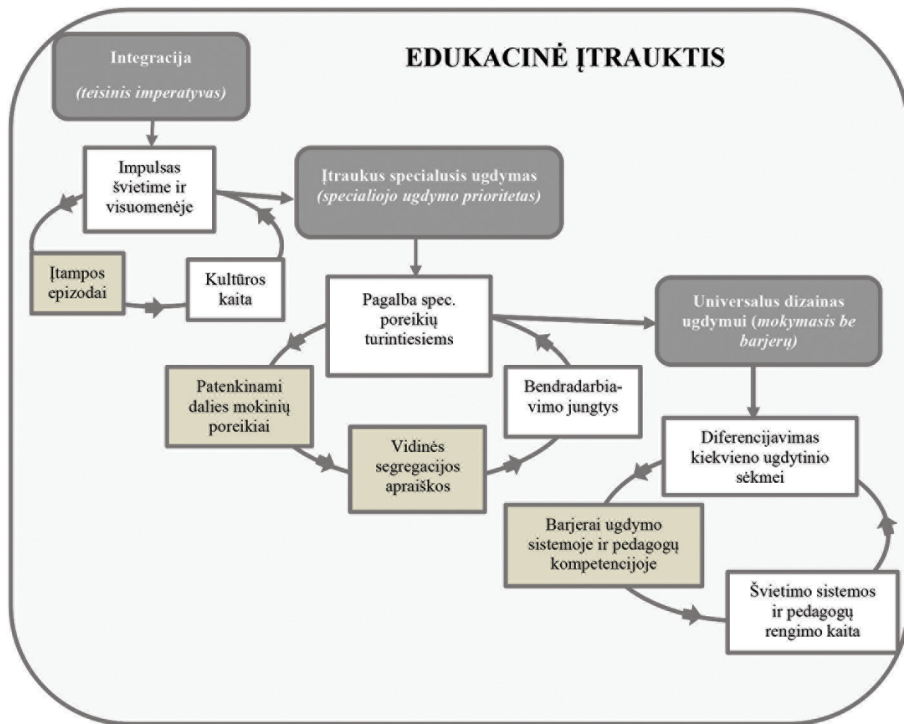 EDUKACINĖ ĮTRAUKTIS
Integracija
(teisinis imperatyvas)
Impulsas
švietime ir
visuomenėje
Įtampos
epizodai
Kultūros
kaita
Įtraukus specialusis ugdymas
(specialiojo ugdymo prioritetas)
Pagalba spec.
poreikių
turintiesiems
Patenkinami
dalies mokinių
poreikiai
Vidinės
segregacijos
apraiškos
Bendradarbia-
vimo jungtys
Universalus dizainas
ugdymui (mokymasis be
barjerų)
Diferencijavimas
kiekvieno ugdytinio
sėkmei
Barjerai ugdymo
sistemoje ir pedagogų
kompetencijoje
Švietimo sistemos
ir pedagogų
rengimo kaita